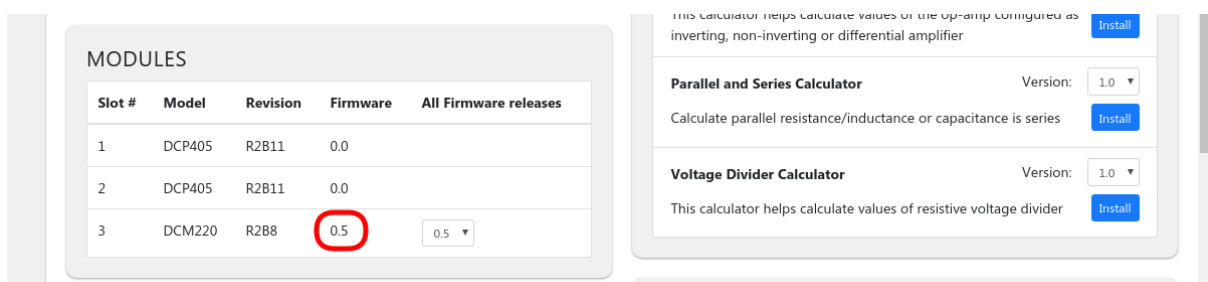 MODULES
Slot # Model Revision Firmware All Firmware releases
1 DCP405 R2B11 0.0
2 DCP405 R2B11 0.0
3 DCM220 R2B8 0.5 0.5
This calculator helps calculate values of the op-amp configured as
inverting, non-inverting or differential amplifier
Install
Parallel and Series Calculator Version: 1.0
Calculate parallel resistance/inductance or capacitance is series Install
Voltage Divider Calculator Version: 1.0
This calculator helps calculate values of resistive voltage divider Install